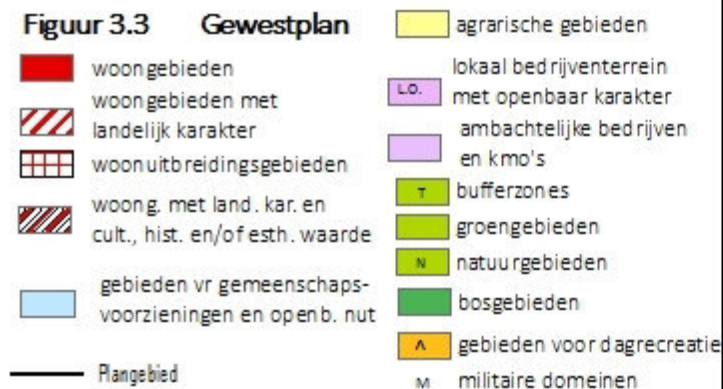 Figuur 3.3 Gewestplan
woongebieden
woongebieden met
landelijk karakter
woonuitbreidingsgebieden
woong. met land. kar. en
cult., hist. en/of esth. waarde
gebieden vr gemeenschaps-
voorzieningen en openb. nut
Plangebied
agrarische gebieden
L.O.
lokaal bedrijventerrein
met openbaar karakter
ambachtelijke bedrijven
en kmo's
T bufferzones
groengebieden
N natuurgebieden
bosgebieden
A gebieden voor dagrecreatie
M militaire domeinen